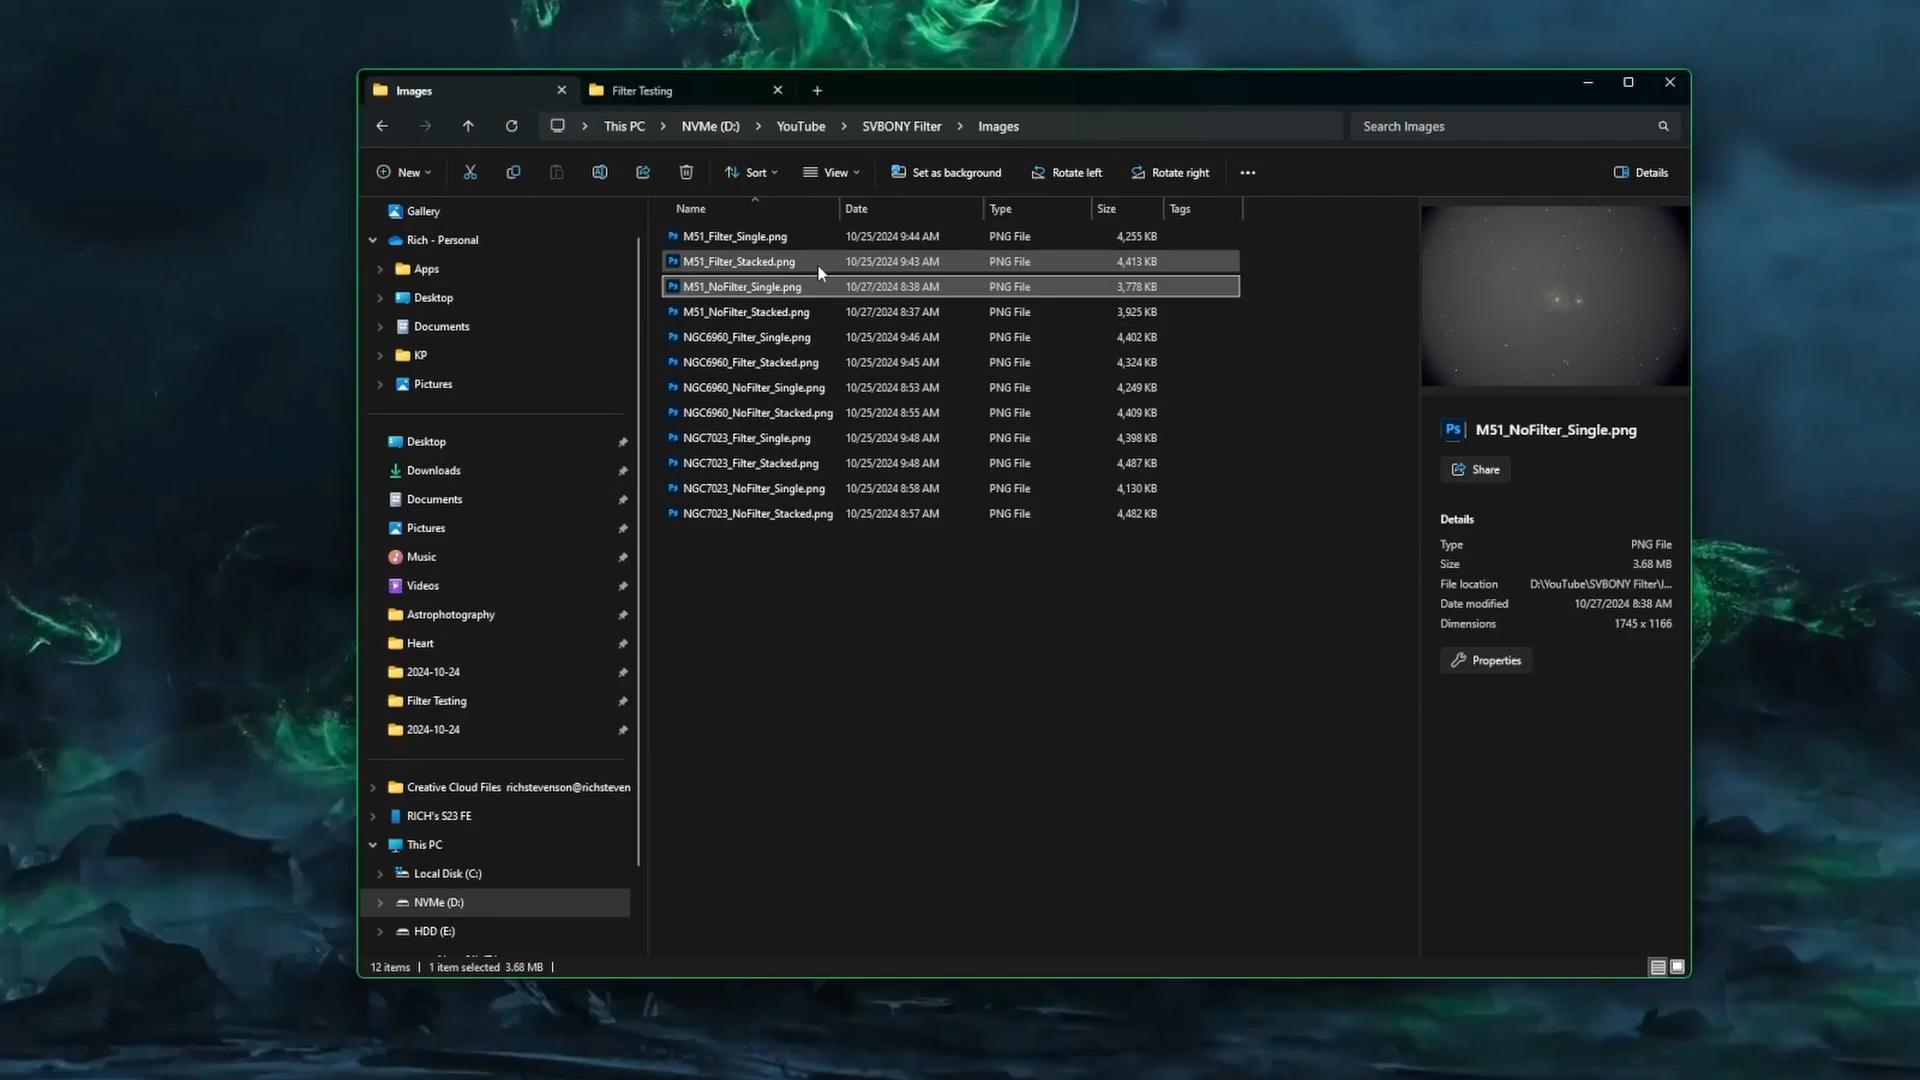 Images
Filter Testing
This PC
NVMe (D:)
YouTube
SVBONY Filter
Images
Search Images
New
Sort
View
Set as background
Rotate left
Rotate right
Details
Gallery
Rich - Personal
Apps
Desktop
Documents
KP
Pictures
Desktop
Downloads
Documents
Pictures
Music
Videos
Astrophotography
Heart
2024-10-24
Filter Testing
2024-10-24
Creative Cloud Files richstevenson@richsteven
RICH's S23 FE
This PC
Local Disk (C:)
NVMe (D:)
HDD (E:)
Name Date Type Size Tags
Ps M51_Filter_Single.png 10/25/2024 9:44 AM PNG File 4,255 KB
Ps M51_Filter_Stacked.png 10/25/2024 9:43 AM PNG File 4,413 KB
Ps M51_NoFilter_Single.png 10/27/2024 8:38 AM PNG File 3,778 KB
Ps M51_NoFilter_Stacked.png 10/27/2024 8:37 AM PNG File 3,925 KB
Ps NGC6960_Filter_Single.png 10/25/2024 9:46 AM PNG File 4,402 KB
Ps NGC6960_Filter_Stacked.png 10/25/2024 9:45 AM PNG File 4,324 KB
Ps NGC6960_NoFilter_Single.png 10/25/2024 8:53 AM PNG File 4,249 KB
Ps NGC6960_NoFilter_Stacked.png 10/25/2024 8:55 AM PNG File 4,409 KB
Ps NGC7023_Filter_Single.png 10/25/2024 9:48 AM PNG File 4,398 KB
Ps NGC7023_Filter_Stacked.png 10/25/2024 9:48 AM PNG File 4,487 KB
Ps NGC7023_NoFilter_Single.png 10/25/2024 8:58 AM PNG File 4,130 KB
Ps NGC7023_NoFilter_Stacked.png 10/25/2024 8:57 AM PNG File 4,482 KB
Ps M51_NoFilter_Single.png
Share
Details
Type PNG File
Size 3.68 MB
File location D:\YouTube\SVBONY Filter\I...
Date modified 10/27/2024 8:38 AM
Dimensions 1745 x 1166
Properties
12 items 1 item selected 3.68 MB